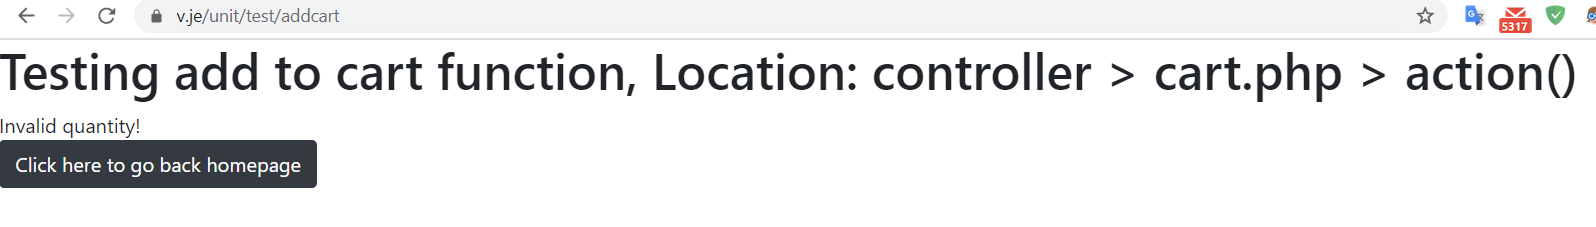 v.je/unit/test/addcart
5317
Testing add to cart function, Location: controller > cart.php > action()
Invalid quantity!
Click here to go back homepage